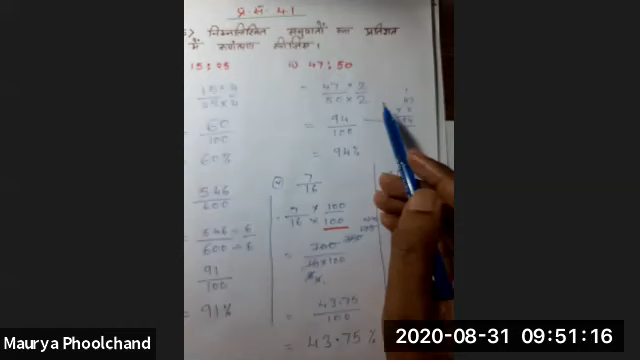 प्र. सं. 4.1
5> निम्नलिखित अनुपातों का प्रतिशत
में रूपांतरण कीजिए।
15 : 25
ii) 47 : 50
15 × 4
25 × 4
60
100
= 60%
546
600
= 546 ÷ 6
600 ÷ 6
91
100
= 91%
= 47 × 2
50 × 2
= 94
100
= 94%
7
16
= 7 × 100
16 × 100
= 700
16 × 100
= 43.75
100
= 43.75 %
Maurya Phoolchand
2020-08-31 09:51:16